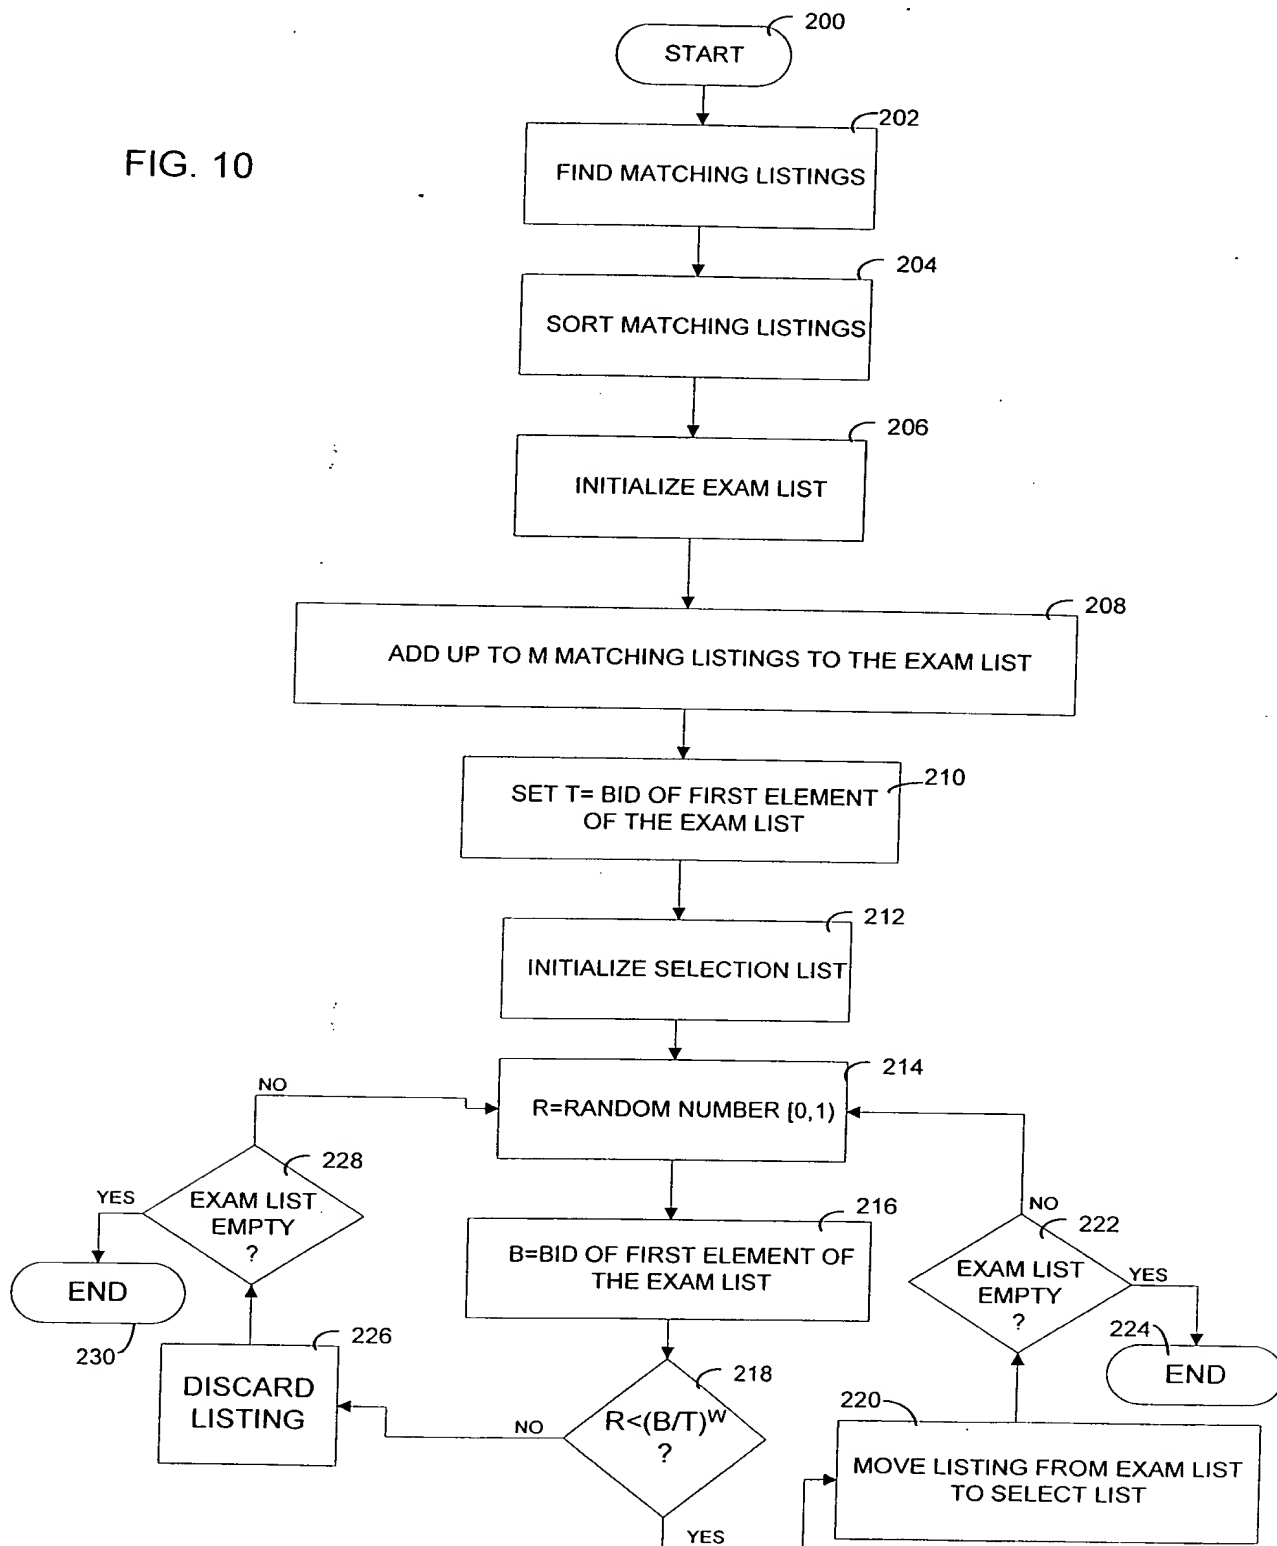 200
START
202
FIG. 10
FIND MATCHING LISTINGS
204
SORT MATCHING LISTINGS
206
INITIALIZE EXAM LIST
208
ADD UP TO M MATCHING LISTINGS TO THE EXAM LIST
210
SET T= BID OF FIRST ELEMENT
OF THE EXAM LIST
212
INITIALIZE SELECTION LIST
214
NO
R=RANDOM NUMBER [0,1)
228
YES
EXAM LIST
EMPTY
?
216
B=BID OF FIRST ELEMENT OF
THE EXAM LIST
NO
222
EXAM LIST
EMPTY
?
YES
END
230
226
DISCARD
LISTING
NO
218
R<(B/T)^W
?
YES
224
END
220
MOVE LISTING FROM EXAM LIST
TO SELECT LIST